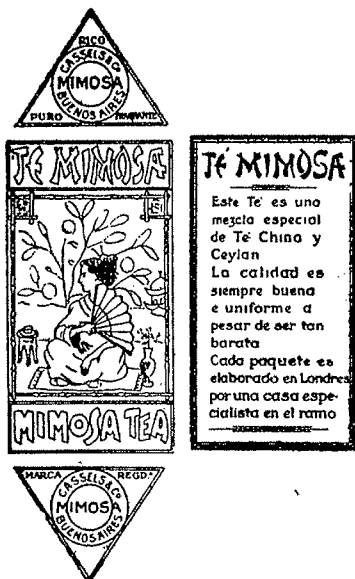 RICO
CASSELS & Co
MIMOSA
BUENOS AIRES
PURO FRAGRANTE
TÉ MIMOSA
MIMOSA TEA
MARCA REGDA
CASSELS & Co
MIMOSA
BUENOS AIRES
TÉ MIMOSA
Este Té es una
mezcla especial
de Té China y
Ceylan
La calidad es
siempre buena
e uniforme a
pesar de ser tan
barata
Cada paquete es
elaborado en Londres
por una casa espe-
cialista en el ramo